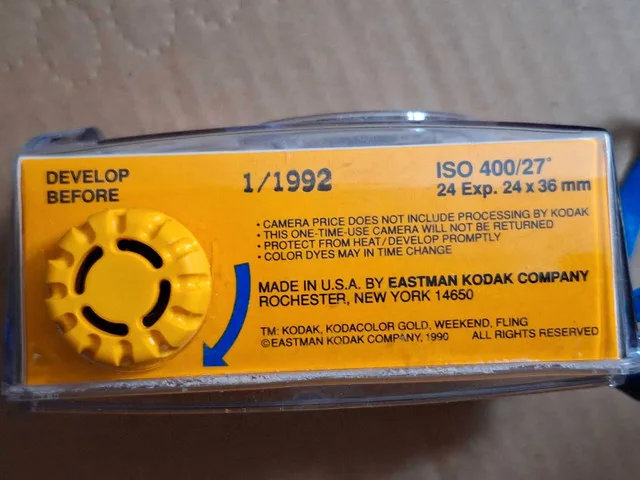 DEVELOP
BEFORE
1/1992
ISO 400/27°
24 Exp. 24 x 36 mm
• CAMERA PRICE DOES NOT INCLUDE PROCESSING BY KODAK
• THIS ONE-TIME-USE CAMERA WILL NOT BE RETURNED
• PROTECT FROM HEAT/DEVELOP PROMPTLY
• COLOR DYES MAY IN TIME CHANGE
MADE IN U.S.A. BY EASTMAN KODAK COMPANY
ROCHESTER, NEW YORK 14650
TM: KODAK, KODACOLOR GOLD, WEEKEND, FLING
©EASTMAN KODAK COMPANY, 1990 ALL RIGHTS RESERVED